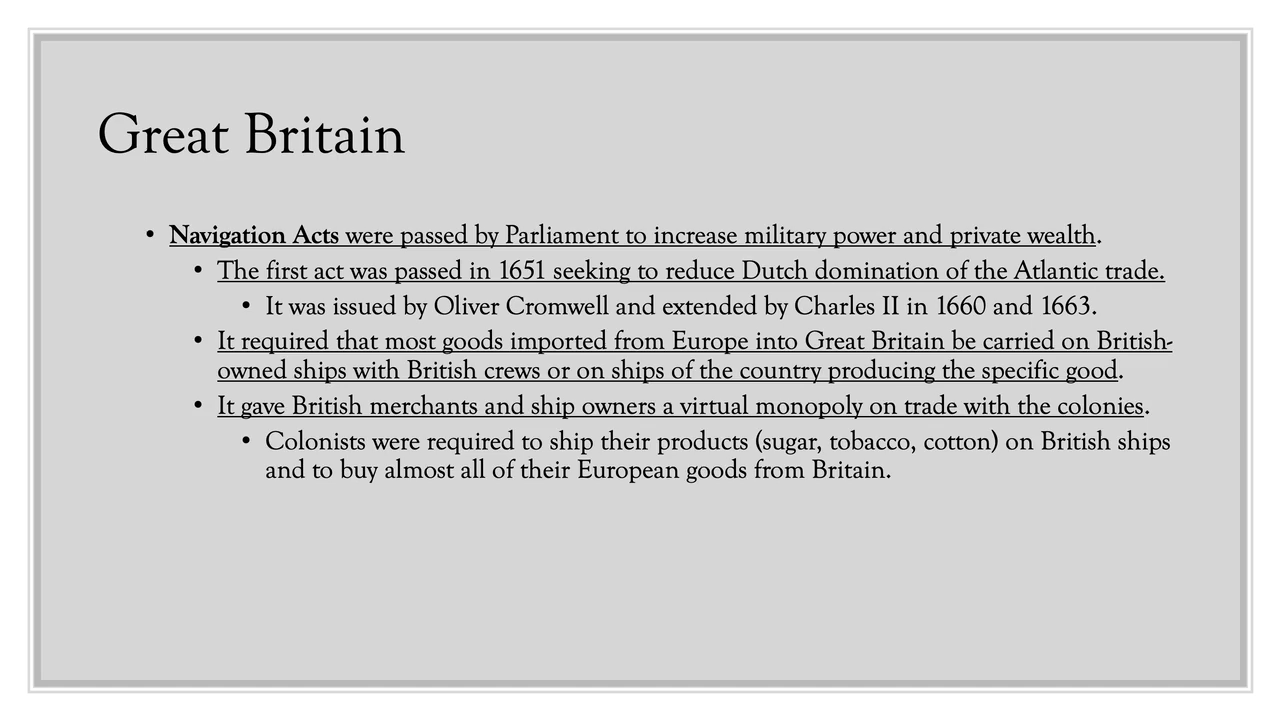 Great Britain
• Navigation Acts were passed by Parliament to increase military power and private wealth.
• The first act was passed in 1651 seeking to reduce Dutch domination of the Atlantic trade.
• It was issued by Oliver Cromwell and extended by Charles II in 1660 and 1663.
• It required that most goods imported from Europe into Great Britain be carried on British-
owned ships with British crews or on ships of the country producing the specific good.
• It gave British merchants and ship owners a virtual monopoly on trade with the colonies.
• Colonists were required to ship their products (sugar, tobacco, cotton) on British ships
and to buy almost all of their European goods from Britain.